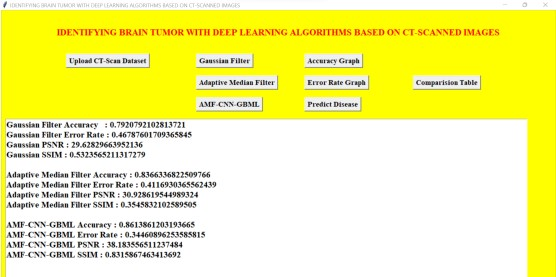 IDENTIFYING BRAIN TUMOR WITH DEEP LEARNING ALGORITHMS BASED ON CT-SCANNED IMAGES
IDENTIFYING BRAIN TUMOR WITH DEEP LEARNING ALGORITHMS BASED ON CT-SCANNED IMAGES
Upload CT-Scan Dataset Gaussian Filter Accuracy Graph
Adaptive Median Filter Error Rate Graph Comparision Table
AMF-CNN-GBML Predict Disease
Gaussian Filter Accuracy : 0.7920792102813721
Gaussian Filter Error Rate : 0.46787601709365845
Gaussian PSNR : 29.62829663952136
Gaussian SSIM : 0.5323565211317279
Adaptive Median Filter Accuracy : 0.8366336822509766
Adaptive Median Filter Error Rate : 0.4116930365562439
Adaptive Median Filter PSNR : 30.928619544989324
Adaptive Median Filter SSIM : 0.3545832102589505
AMF-CNN-GBML Accuracy : 0.8613861203193665
AMF-CNN-GBML Error Rate : 0.34460896253585815
AMF-CNN-GBML PSNR : 38.183556511237484
AMF-CNN-GBML SSIM : 0.8315867463413692